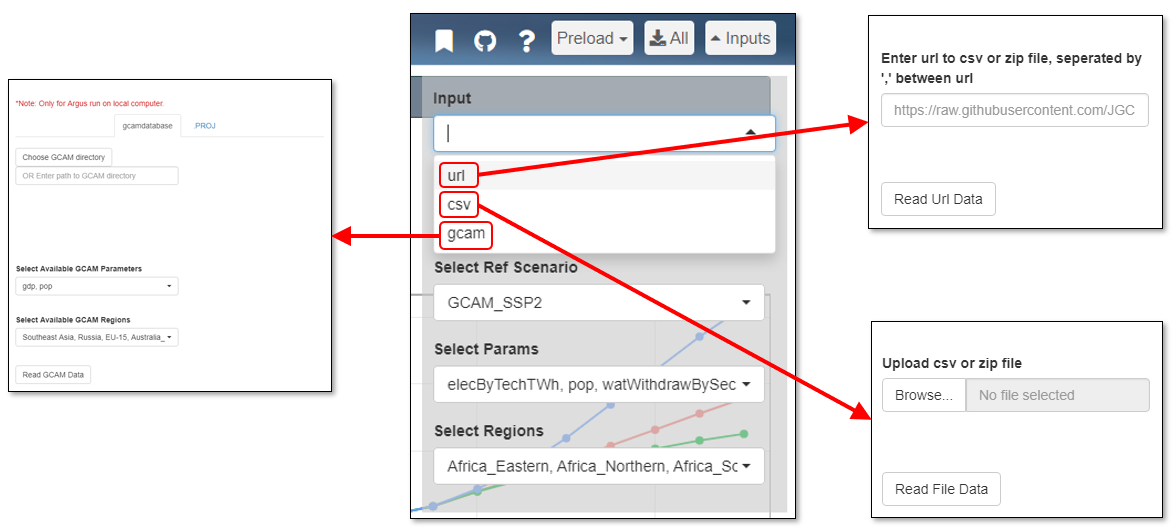 *Note: Only for Argus run on local computer.
gcamdatabase
.PROJ
Choose GCAM directory
OR Enter path to GCAM directory
Select Available GCAM Parameters
gdp, pop
Select Available GCAM Regions
Southeast Asia, Russia, EU-15, Australia_
Read GCAM Data
Preload
All
Inputs
Input
url
csv
gcam
Select Ref Scenario
GCAM_SSP2
Select Params
elecByTechTWh, pop, watWithdrawBySec
Select Regions
Africa_Eastern, Africa_Northern, Africa_Sc
Enter url to csv or zip file, seperated by
',' between url
https://raw.githubusercontent.com/JGC
Read Url Data
Upload csv or zip file
Browse...
No file selected
Read File Data